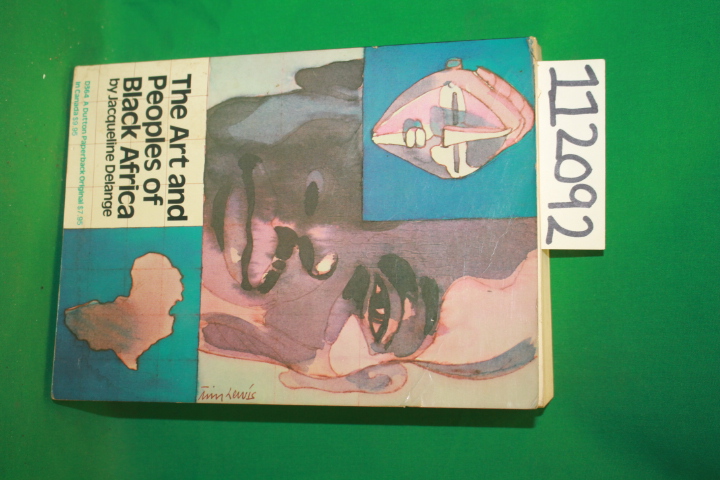 The Art and
Peoples of
Black Africa
by Jacqueline Delange
D364 A Dutton Paperback Original $7.95
In Canada $9.95
Tim Lewis
112092